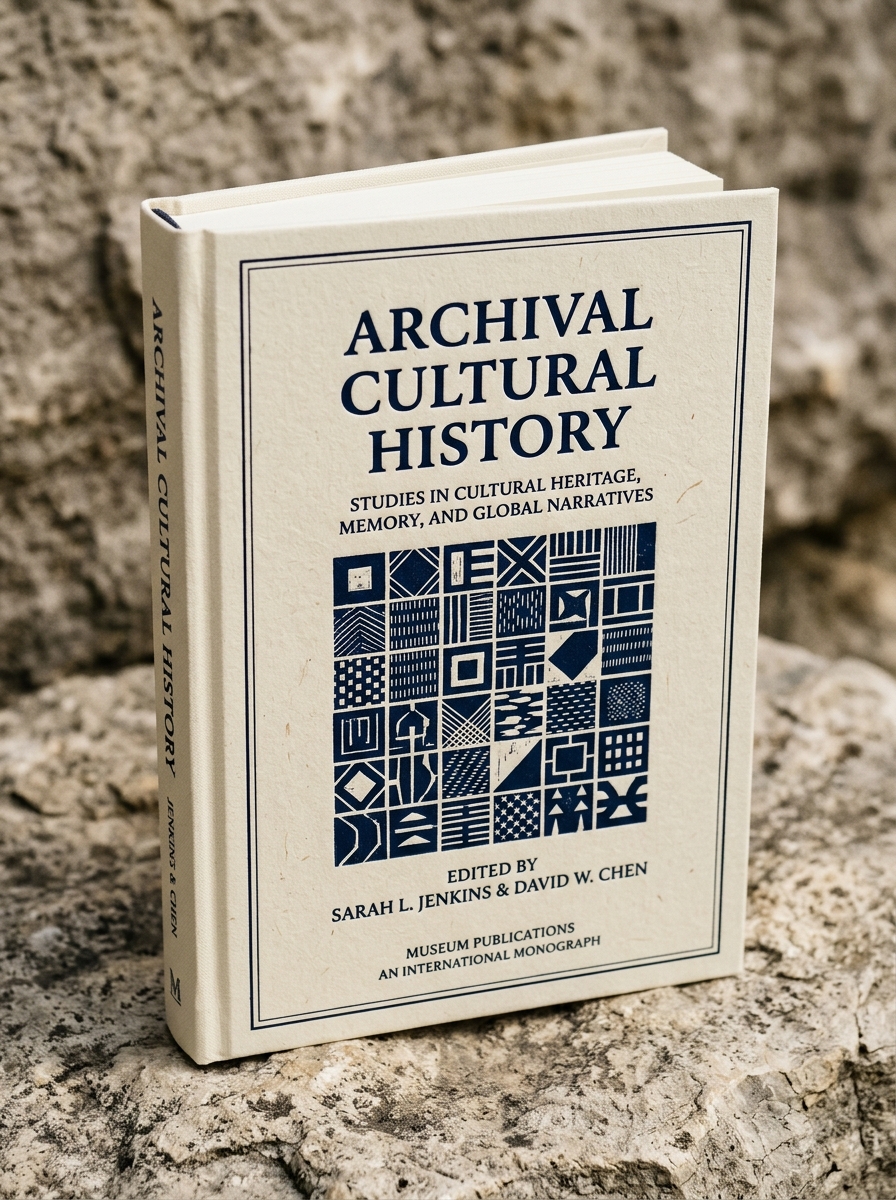 ARCHIVAL
CULTURAL
HISTORY
STUDIES IN CULTURAL HERITAGE,
MEMORY, AND GLOBAL NARRATIVES
EDITED BY
SARAH L. JENKINS & DAVID W. CHEN
MUSEUM PUBLICATIONS
AN INTERNATIONAL MONOGRAPH
ARCHIVAL CULTURAL HISTORY
JENKINS & CHEN
M